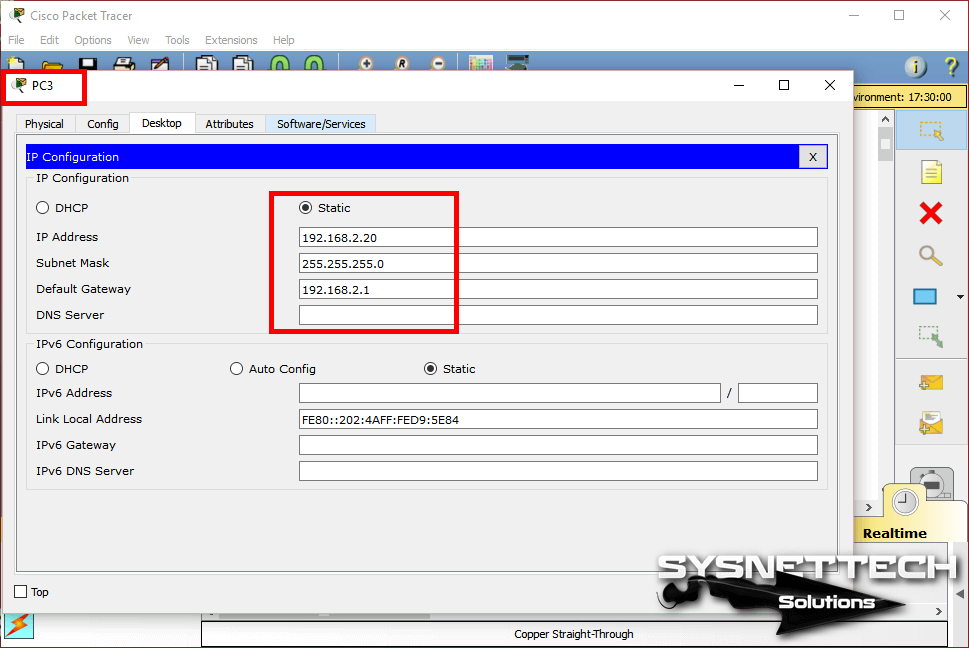 Cisco Packet Tracer
File Edit Options View Tools Extensions Help
R i ?
PC3
vironment: 17:30:00
Physical Config Desktop Attributes Software/Services
IP Configuration X
IP Configuration
DHCP Static
IP Address 192.168.2.20
Subnet Mask 255.255.255.0
Default Gateway 192.168.2.1
DNS Server
IPv6 Configuration
DHCP Auto Config Static
IPv6 Address /
Link Local Address FE80::202:4AFF:FED9:5E84
IPv6 Gateway
IPv6 DNS Server
Realtime
SYSNETTECH
Solutions
Top
Copper Straight-Through